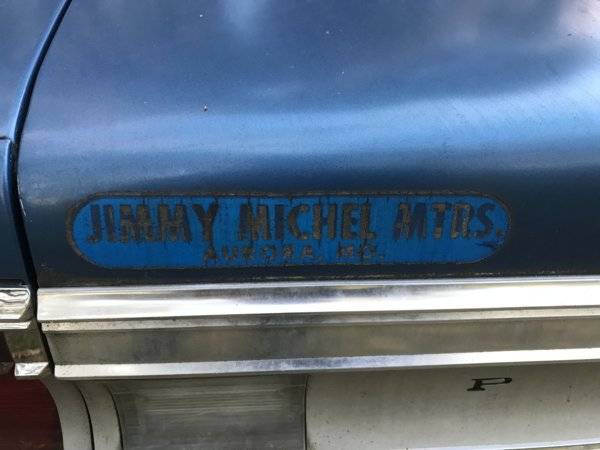 JIMMY MICHEL MTRS.
AURORA, MO.
P